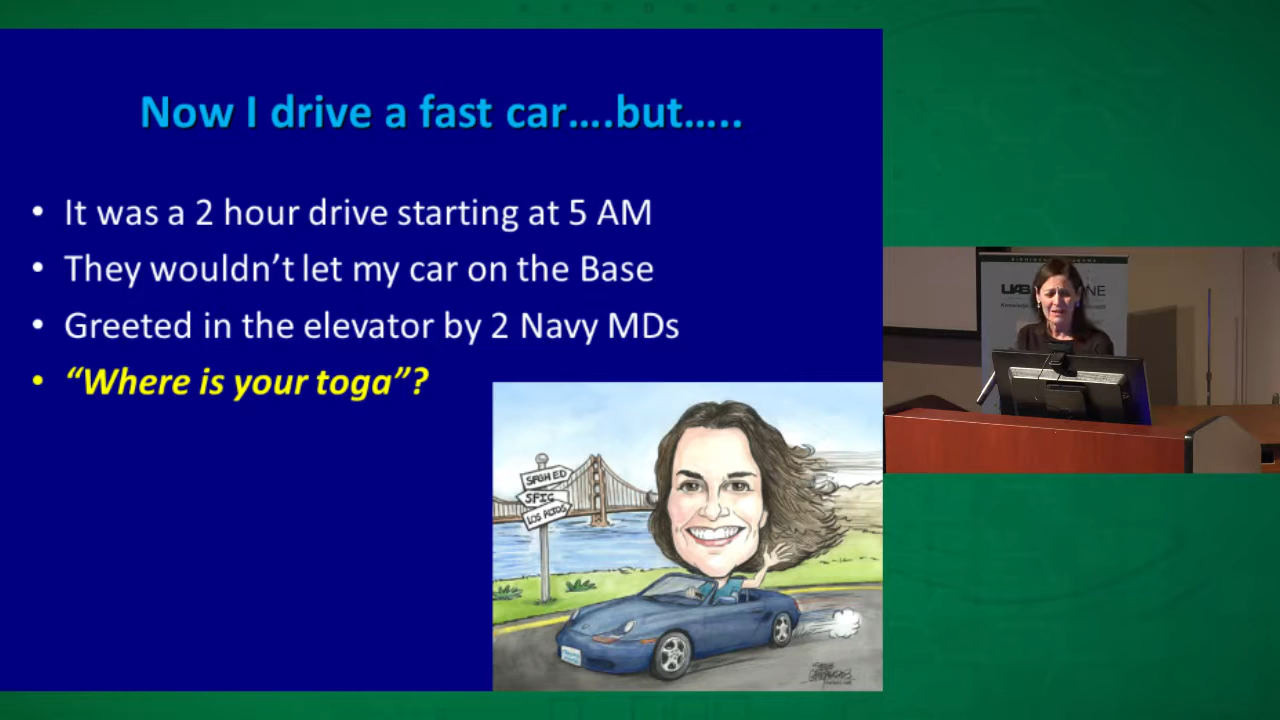 Now I drive a fast car….but…..
• It was a 2 hour drive starting at 5 AM
• They wouldn’t let my car on the Base
• Greeted in the elevator by 2 Navy MDs
• “Where is your toga”?
SFGH ED
SFIC
LOS ALTOS
UAB
NE